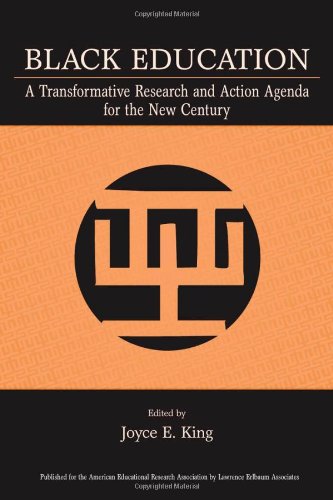 BLACK EDUCATION
A Transformative Research and Action Agenda
for the New Century
Edited by
Joyce E. King
Published for the American Educational Research Association by Lawrence Erlbaum Associates